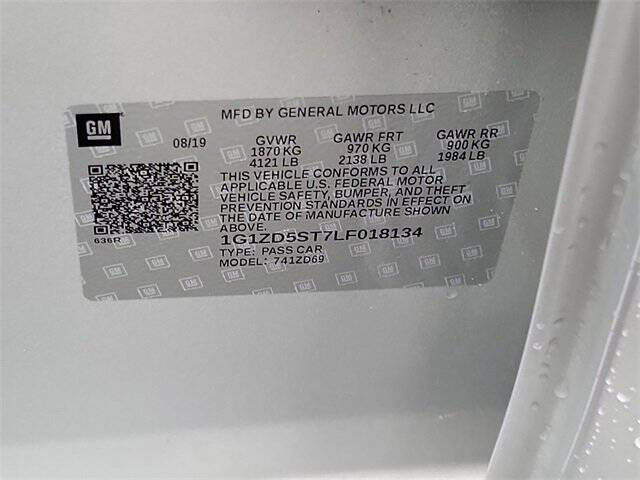 MFD BY GENERAL MOTORS LLC
GM
08/19 GVWR GAWR FRT GAWR RR
1870 KG 970 KG 900 KG
4121 LB 2138 LB 1984 LB
THIS VEHICLE CONFORMS TO ALL
APPLICABLE U.S. FEDERAL MOTOR
VEHICLE SAFETY, BUMPER, AND THEFT
PREVENTION STANDARDS IN EFFECT ON
THE DATE OF MANUFACTURE SHOWN
ABOVE.
636R
1G1ZD5ST7LF018134
TYPE: PASS CAR
MODEL: 741ZD69